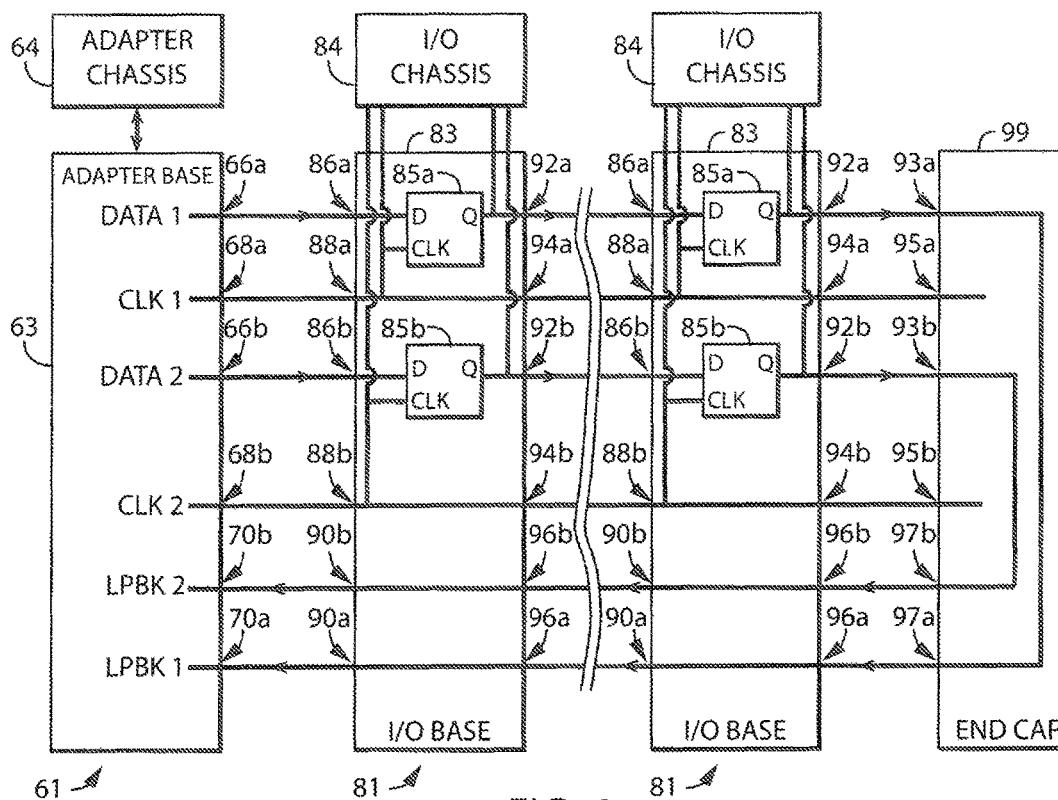 64
ADAPTER
CHASSIS
84
I/O
CHASSIS
84
I/O
CHASSIS
ADAPTER BASE
66a
86a
83
85a
92a
86a
83
85a
92a
93a
99
DATA 1
D Q
CLK
D Q
CLK
68a
88a
94a
88a
94a
95a
CLK 1
63
66b
86b
85b
92b
86b
85b
92b
93b
DATA 2
D Q
CLK
D Q
CLK
68b
88b
94b
88b
94b
95b
CLK 2
70b
90b
96b
90b
96b
97b
LPBK 2
70a
90a
96a
90a
96a
97a
LPBK 1
I/O BASE
I/O BASE
END CAP
61
81
81